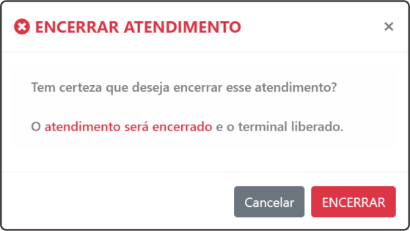 ENCERRAR ATENDIMENTO
Tem certeza que deseja encerrar esse atendimento?
O atendimento será encerrado e o terminal liberado.
Cancelar ENCERRAR